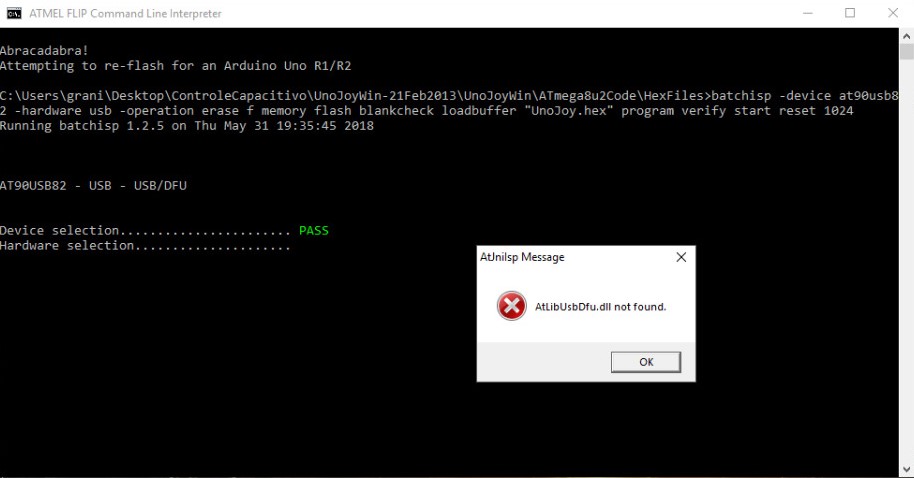 ATMEL FLIP Command Line Interpreter
Abracadabra!
Attempting to re-flash for an Arduino Uno R1/R2
C:\Users\grani\Desktop\ControleCapacitivo\UnoJoyWin-21Feb2013\UnoJoyWin\ATmega8u2Code\HexFiles>batchisp -device at90usb8
2 -hardware usb -operation erase f memory flash blankcheck loadbuffer "UnoJoy.hex" program verify start reset 1024
Running batchisp 1.2.5 on Thu May 31 19:35:45 2018
AT90USB82 - USB - USB/DFU
Device selection....................... PASS
Hardware selection.....................
AtJniIsp Message
AtLibUsbDfu.dll not found.
OK